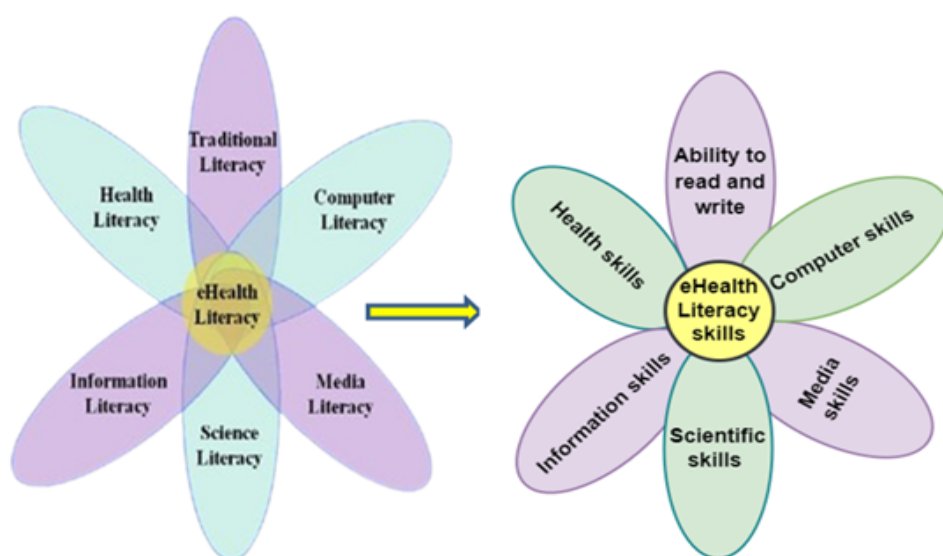 Traditional
Literacy
Health
Literacy
Computer
Literacy
eHealth
Literacy
Information
Literacy
Media
Literacy
Science
Literacy
Ability to
read and
write
Health skills
Computer skills
eHealth
Literacy
skills
Information skills
Media
skills
Scientific
skills